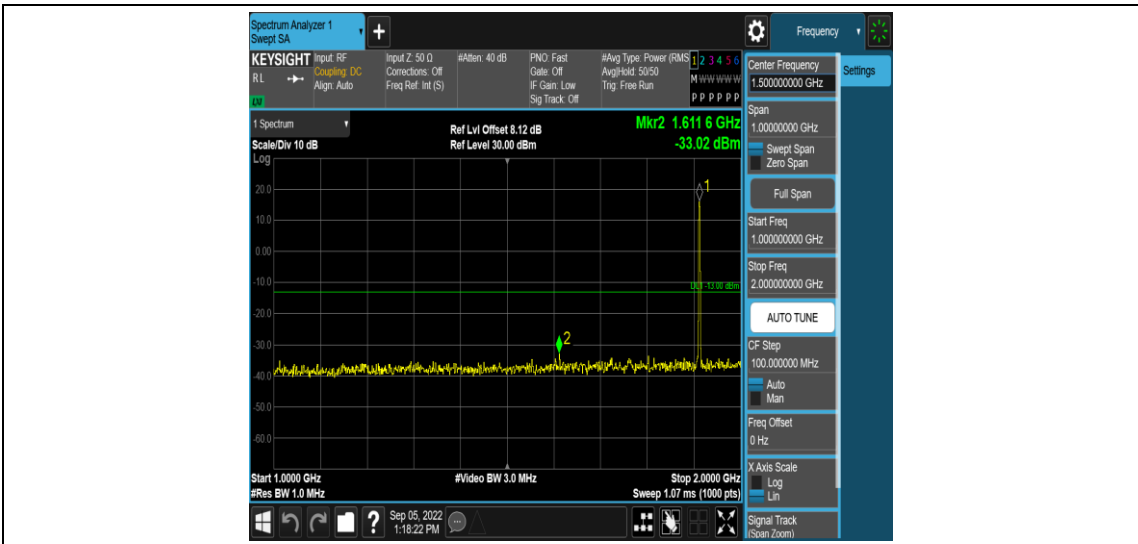 Spectrum Analyzer 1
Swept SA
Frequency
KEYSIGHT
RL
LXI
Input: RF
Coupling: DC
Align: Auto
Input Z: 50 Ω
Corrections: Off
Freq Ref: Int (S)
#Atten: 40 dB
PNO: Fast
Gate: Off
IF Gain: Low
Sig Track: Off
#Avg Type: Power (RMS
Avg|Hold: 50/50
Trig: Free Run
1 2 3 4 5 6
M W W W W W
P P P P P P
Center Frequency
1.500000000 GHz
Settings
Span
1.00000000 GHz
Swept Span
Zero Span
Full Span
Start Freq
1.000000000 GHz
Stop Freq
2.000000000 GHz
AUTO TUNE
CF Step
100.000000 MHz
Auto
Man
Freq Offset
0 Hz
X Axis Scale
Log
Lin
Signal Track
(Span Zoom)
1 Spectrum
Scale/Div 10 dB
Ref Lvl Offset 8.12 dB
Ref Level 30.00 dBm
Mkr2 1.611 6 GHz
-33.02 dBm
Log
1
20.0
10.0
0.00
-10.0
DL1 -13.00 dBm
-20.0
2
-30.0
-40.0
-50.0
-60.0
Start 1.0000 GHz
#Video BW 3.0 MHz
Stop 2.0000 GHz
#Res BW 1.0 MHz
Sweep 1.07 ms (1000 pts)
?
Sep 05, 2022
1:18:22 PM